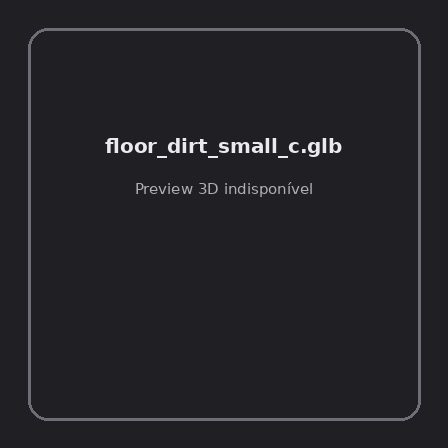 floor_dirt_small_c.glb
Preview 3D indisponível